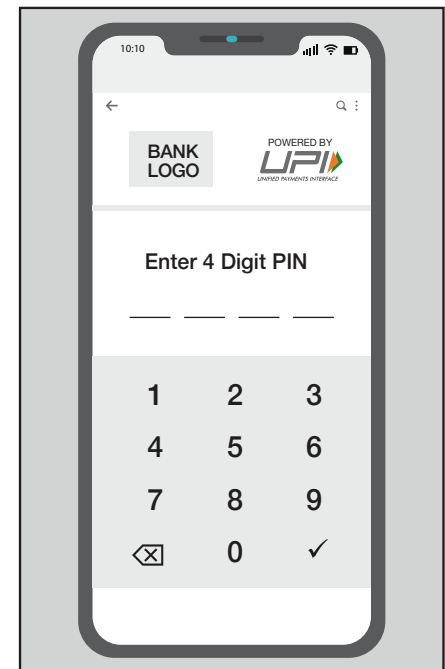 10:10
BANK
LOGO
POWERED BY
UPI
UNIFIED PAYMENTS INTERFACE
Enter 4 Digit PIN
1 2 3
4 5 6
7 8 9
0